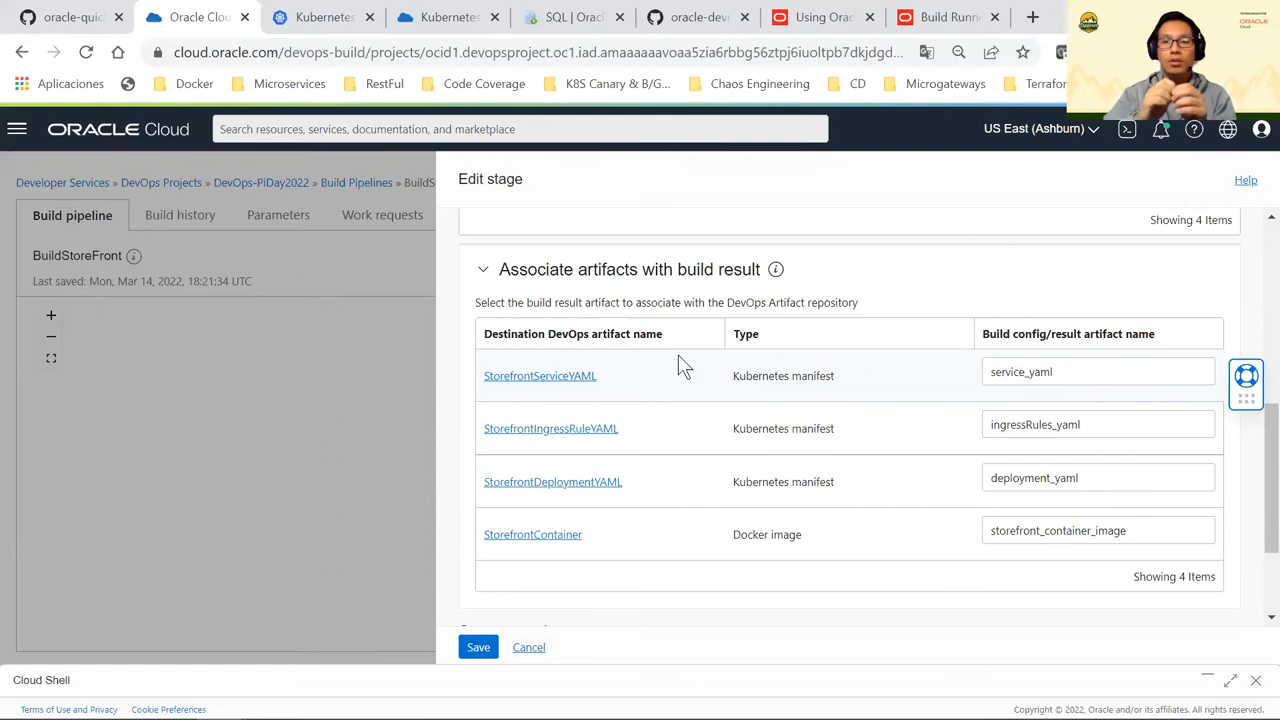 oracle-quic
Oracle Clou
Kubernetes
Kubernetes
Start Oracl
oracle-dev
Using Orac
Build Runn
cloud.oracle.com/devops-build/projects/ocid1.devopsproject.oc1.iad.amaaaaaavoaa5zia6rbbg56ztpj6iuoltpb7dkjdgd...
Aplicaciones
Docker
Microservices
RestFul
Code Coverage
K8S Canary & B/G...
Chaos Engineering
CD
Microgateways
Terrafor
ORACLE Cloud
Search resources, services, documentation, and marketplace
US East (Ashburn)
Developer Services » DevOps Projects » DevOps-PiDay2022 » Build Pipelines » BuildS
Build pipeline
Build history
Parameters
Work requests
BuildStoreFront
Last saved: Mon, Mar 14, 2022, 18:21:34 UTC
Edit stage
Help
Showing 4 Items
Associate artifacts with build result
Select the build result artifact to associate with the DevOps Artifact repository
Destination DevOps artifact name
Type
Build config/result artifact name
StorefrontServiceYAML
Kubernetes manifest
service_yaml
StorefrontIngressRuleYAML
Kubernetes manifest
ingressRules_yaml
StorefrontDeploymentYAML
Kubernetes manifest
deployment_yaml
StorefrontContainer
Docker image
storefront_container_image
Showing 4 Items
Save
Cancel
Cloud Shell
Terms of Use and Privacy
Cookie Preferences
Copyright © 2022, Oracle and/or its affiliates. All rights reserved.